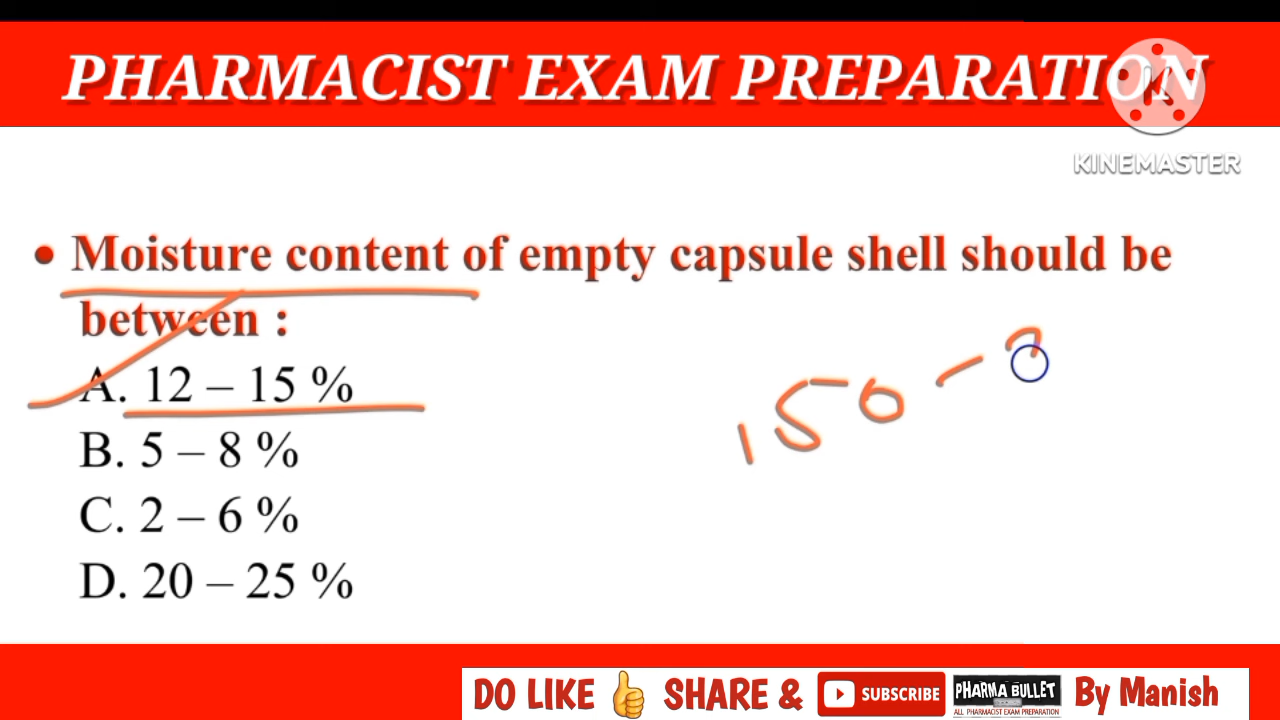 PHARMACIST EXAM PREPARATION
KINEMASTER
• Moisture content of empty capsule shell should be
between :
A. 12 – 15 %
B. 5 – 8 %
C. 2 – 6 %
D. 20 – 25 %
150 –
DO LIKE SHARE & SUBSCRIBE PHARMA BULLET By Manish
ALL PHARMACIST EXAM PREPARATION